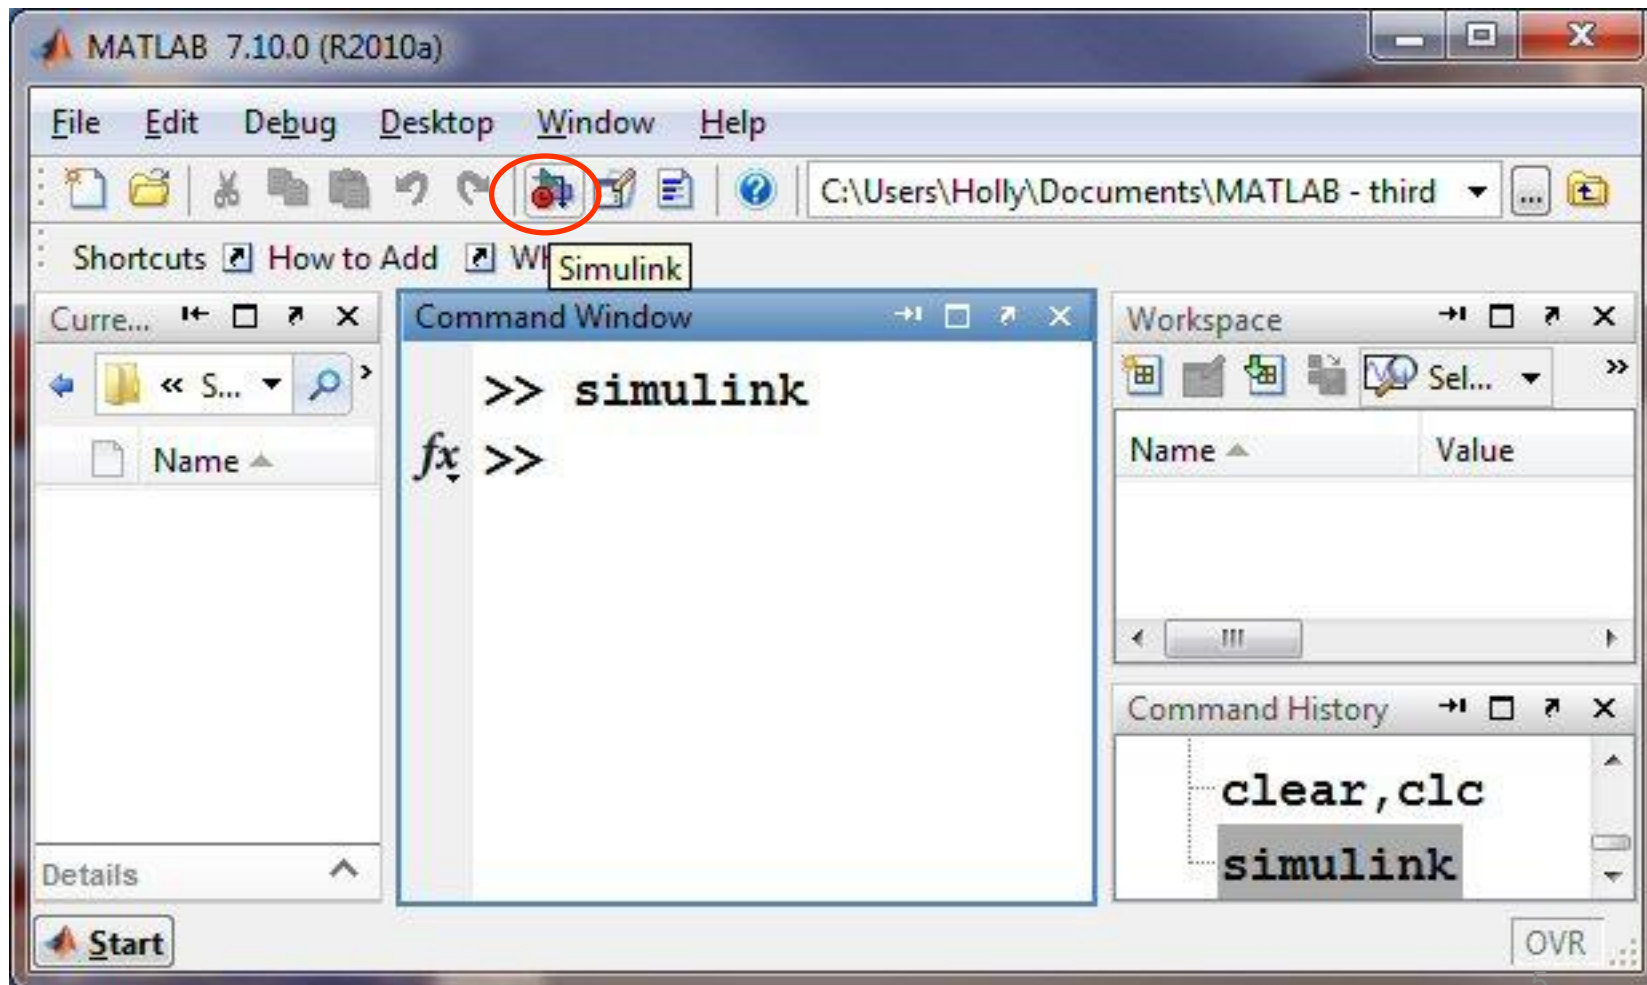 MATLAB 7.10.0 (R2010a)
File Edit Debug Desktop Window Help
C:\Users\Holly\Documents\MATLAB - third ...
Shortcuts How to Add
Simulink
Curre... Command Window Workspace
« S... Sel... »
>> simulink
Name Name Value
fx >>
Command History
clear,clc
simulink
Details
Start OVR
5